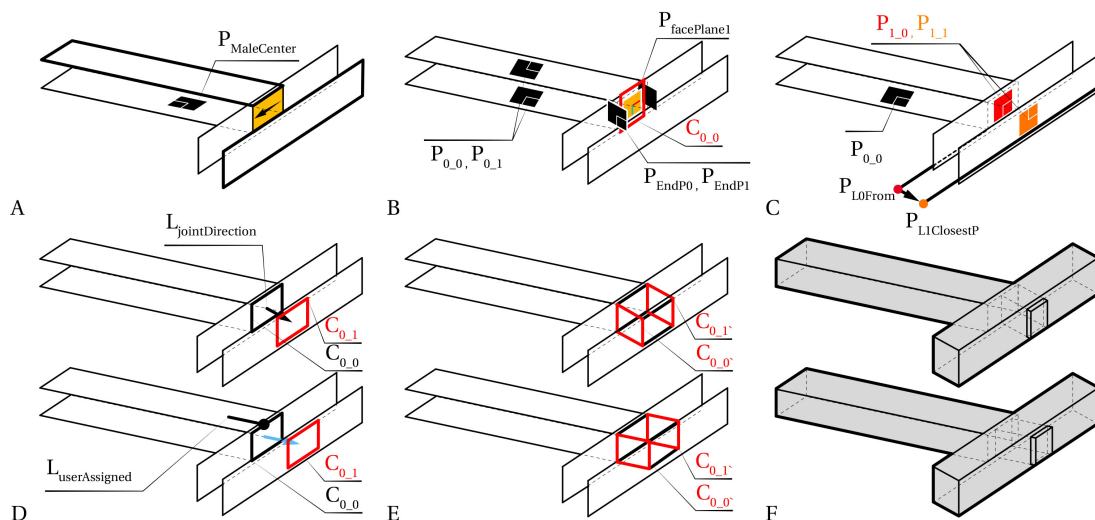 P_MaleCenter
A
P_facePlane1
C_0_0
P_0_0, P_0_1
P_EndP0, P_EndP1
B
P_1_0, P_1_1
P_0_0
P_L0From
P_L1ClosestP
C
L_jointDirection
C_0_1
C_0_0
L_userAssigned
C_0_1
C_0_0
D
C_0_1`
C_0_0`
C_0_1`
C_0_0`
E
F